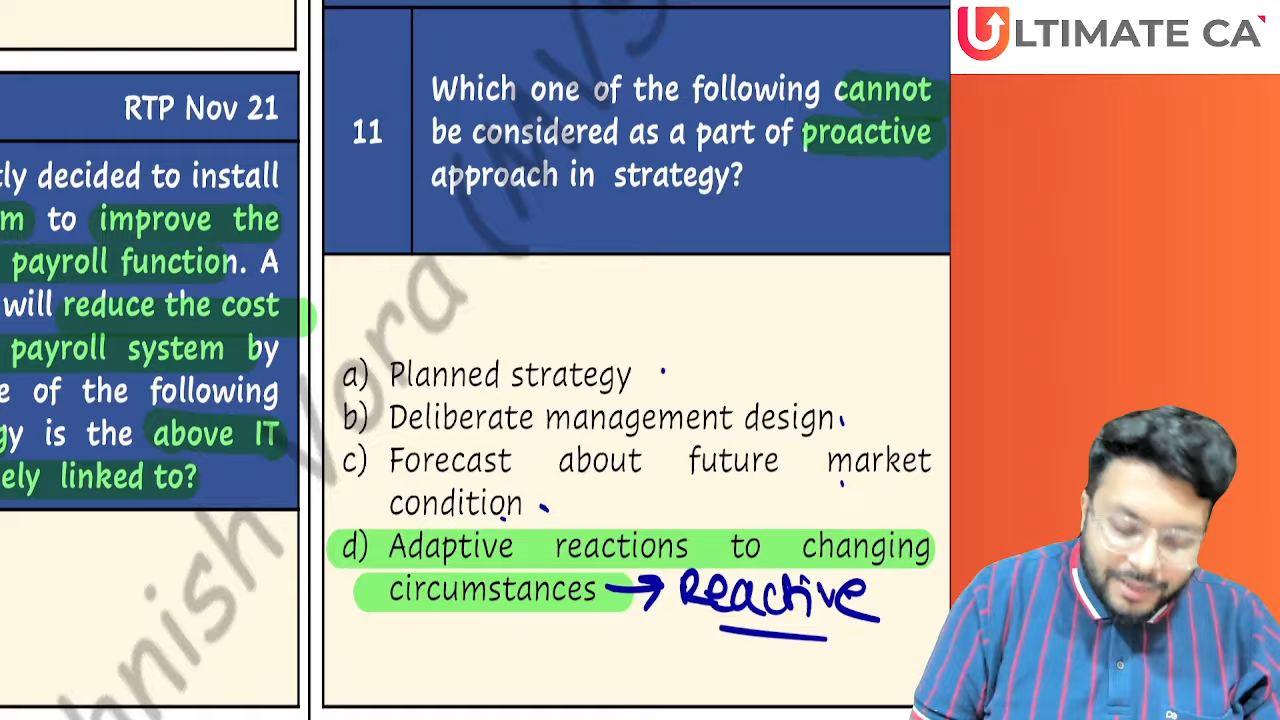 ULTIMATE CA
RTP Nov 21
tly decided to install
m to improve the
payroll function. A
will reduce the cost
payroll system by
e of the following
gy is the above IT
ely linked to?
11
Which one of the following cannot
be considered as a part of proactive
approach in strategy?
a) Planned strategy
b) Deliberate management design
c) Forecast about future market
condition
d) Adaptive reactions to changing
circumstances → Reactive
hnish Vora (Mvs